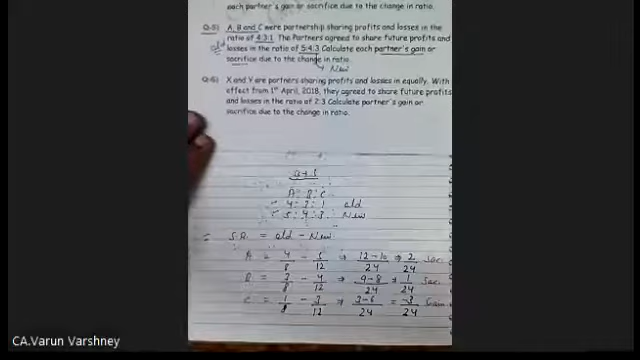 each partner's gain or sacrifice due to the change in ratio.
Q-5) A, B and C were partnership sharing profits and losses in the
ratio of 4:3:1. The Partners agreed to share future profits and
old losses in the ratio of 5:4:3 Calculate each partner's gain or
sacrifice due to the change in ratio.
New
Q-6) X and Y are partners sharing profits and losses in equally. With
effect from 1st April, 2018, they agreed to share future profits
and losses in the ratio of 2:3 Calculate partner's gain or
sacrifice due to the change in ratio.
A : B : C
4 : 3 : 1 old
5 : 4 : 3 New
S.R. = old - New
A = 4/8 - 5/12 ⇒ 12-10/24 ⇒ 2/24 Sac.
B = 3/8 - 4/12 ⇒ 9-8/24 ⇒ 1/24 Sac.
C = 1/8 - 3/12 ⇒ 3-6/24 = -3/24 Gain
CA.Varun Varshney